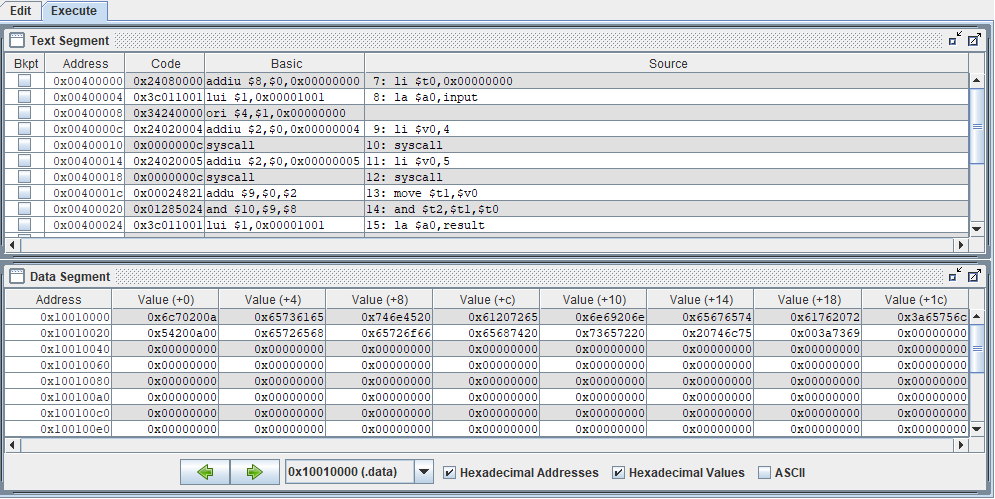 Edit Execute
Text Segment
Bkpt Address Code Basic Source
0x00400000 0x24080000 addiu $8,$0,0x00000000 7: li $t0,0x00000000
0x00400004 0x3c011001 lui $1,0x00001001 8: la $a0,input
0x00400008 0x34240000 ori $4,$1,0x00000000
0x0040000c 0x24020004 addiu $2,$0,0x00000004 9: li $v0,4
0x00400010 0x0000000c syscall 10: syscall
0x00400014 0x24020005 addiu $2,$0,0x00000005 11: li $v0,5
0x00400018 0x0000000c syscall 12: syscall
0x0040001c 0x00024821 addu $9,$0,$2 13: move $t1,$v0
0x00400020 0x01285024 and $10,$9,$8 14: and $t2,$t1,$t0
0x00400024 0x3c011001 lui $1,0x00001001 15: la $a0,result
Data Segment
Address Value (+0) Value (+4) Value (+8) Value (+c) Value (+10) Value (+14) Value (+18) Value (+1c)
0x10010000 0x6c70200a 0x65736165 0x746e4520 0x61207265 0x6e69206e 0x65676574 0x61762072 0x3a65756c
0x10010020 0x54200a00 0x65726568 0x65726f66 0x65687420 0x73657220 0x20746c75 0x003a7369 0x00000000
0x10010040 0x00000000 0x00000000 0x00000000 0x00000000 0x00000000 0x00000000 0x00000000 0x00000000
0x10010060 0x00000000 0x00000000 0x00000000 0x00000000 0x00000000 0x00000000 0x00000000 0x00000000
0x10010080 0x00000000 0x00000000 0x00000000 0x00000000 0x00000000 0x00000000 0x00000000 0x00000000
0x100100a0 0x00000000 0x00000000 0x00000000 0x00000000 0x00000000 0x00000000 0x00000000 0x00000000
0x100100c0 0x00000000 0x00000000 0x00000000 0x00000000 0x00000000 0x00000000 0x00000000 0x00000000
0x100100e0 0x00000000 0x00000000 0x00000000 0x00000000 0x00000000 0x00000000 0x00000000 0x00000000
0x10010000 (.data) Hexadecimal Addresses Hexadecimal Values ASCII